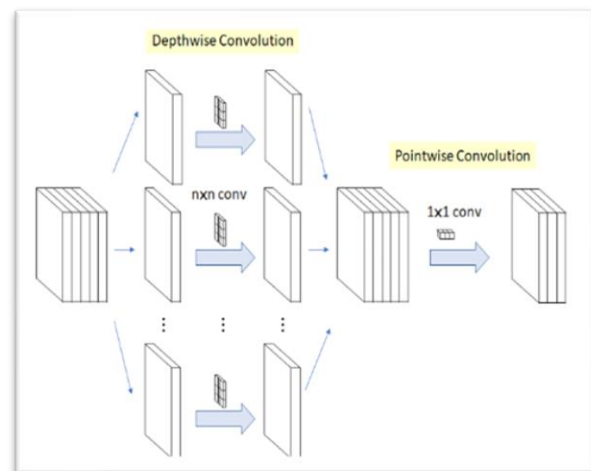 Depthwise Convolution
Pointwise Convolution
nxn conv
1x1 conv